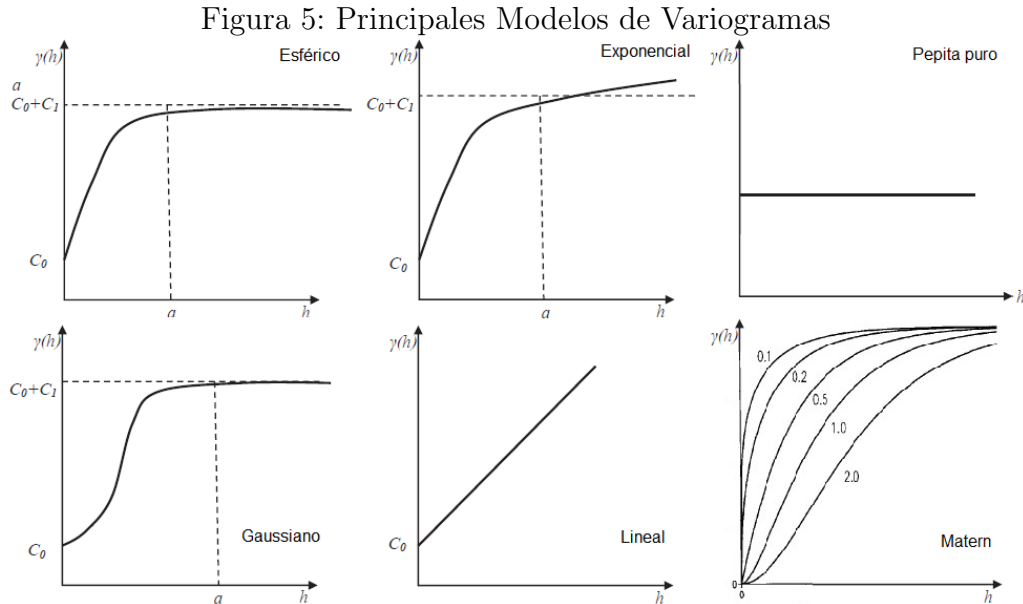 Figura 5: Principales Modelos de Variogramas
γ(h)
Esférico
a
C₀+C₁
C₀
a
h
γ(h)
Exponencial
C₀+C₁
C₀
a
h
γ(h)
Pepita puro
h
γ(h)
C₀+C₁
C₀
Gaussiano
a
h
γ(h)
C₀
Lineal
h
γ(h)
0.1
0.2
0.5
1.0
2.0
Matern
0
0
h